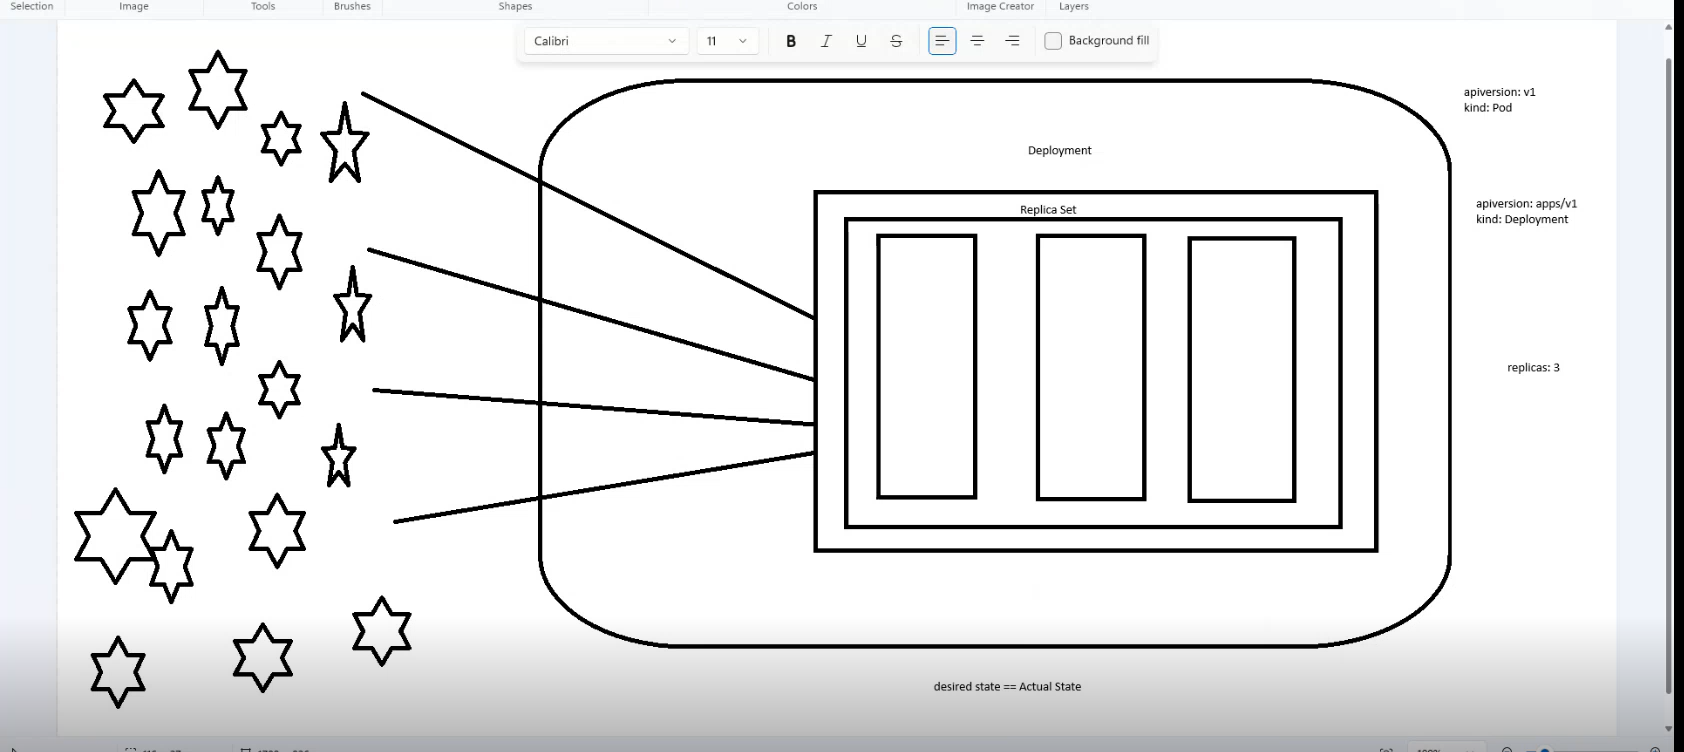 Selection
Image
Tools
Brushes
Shapes
Colors
Image Creator
Layers
Calibri
11
B
I
U
S
Background fill
apiversion: v1
kind: Pod
Deployment
apiversion: apps/v1
kind: Deployment
Replica Set
replicas: 3
desired state == Actual State